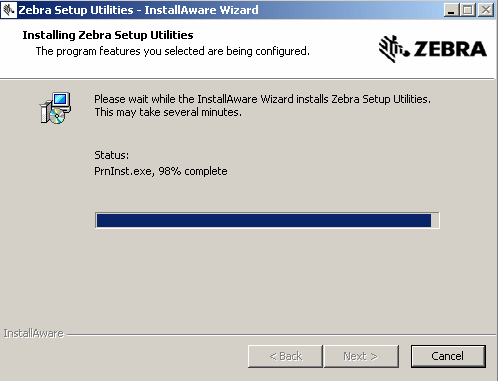 Zebra Setup Utilities - InstallAware Wizard
Installing Zebra Setup Utilities
The program features you selected are being configured.
ZEBRA
Please wait while the InstallAware Wizard installs Zebra Setup Utilities.
This may take several minutes.
Status:
PrnInst.exe, 98% complete
InstallAware
< Back
Next >
Cancel